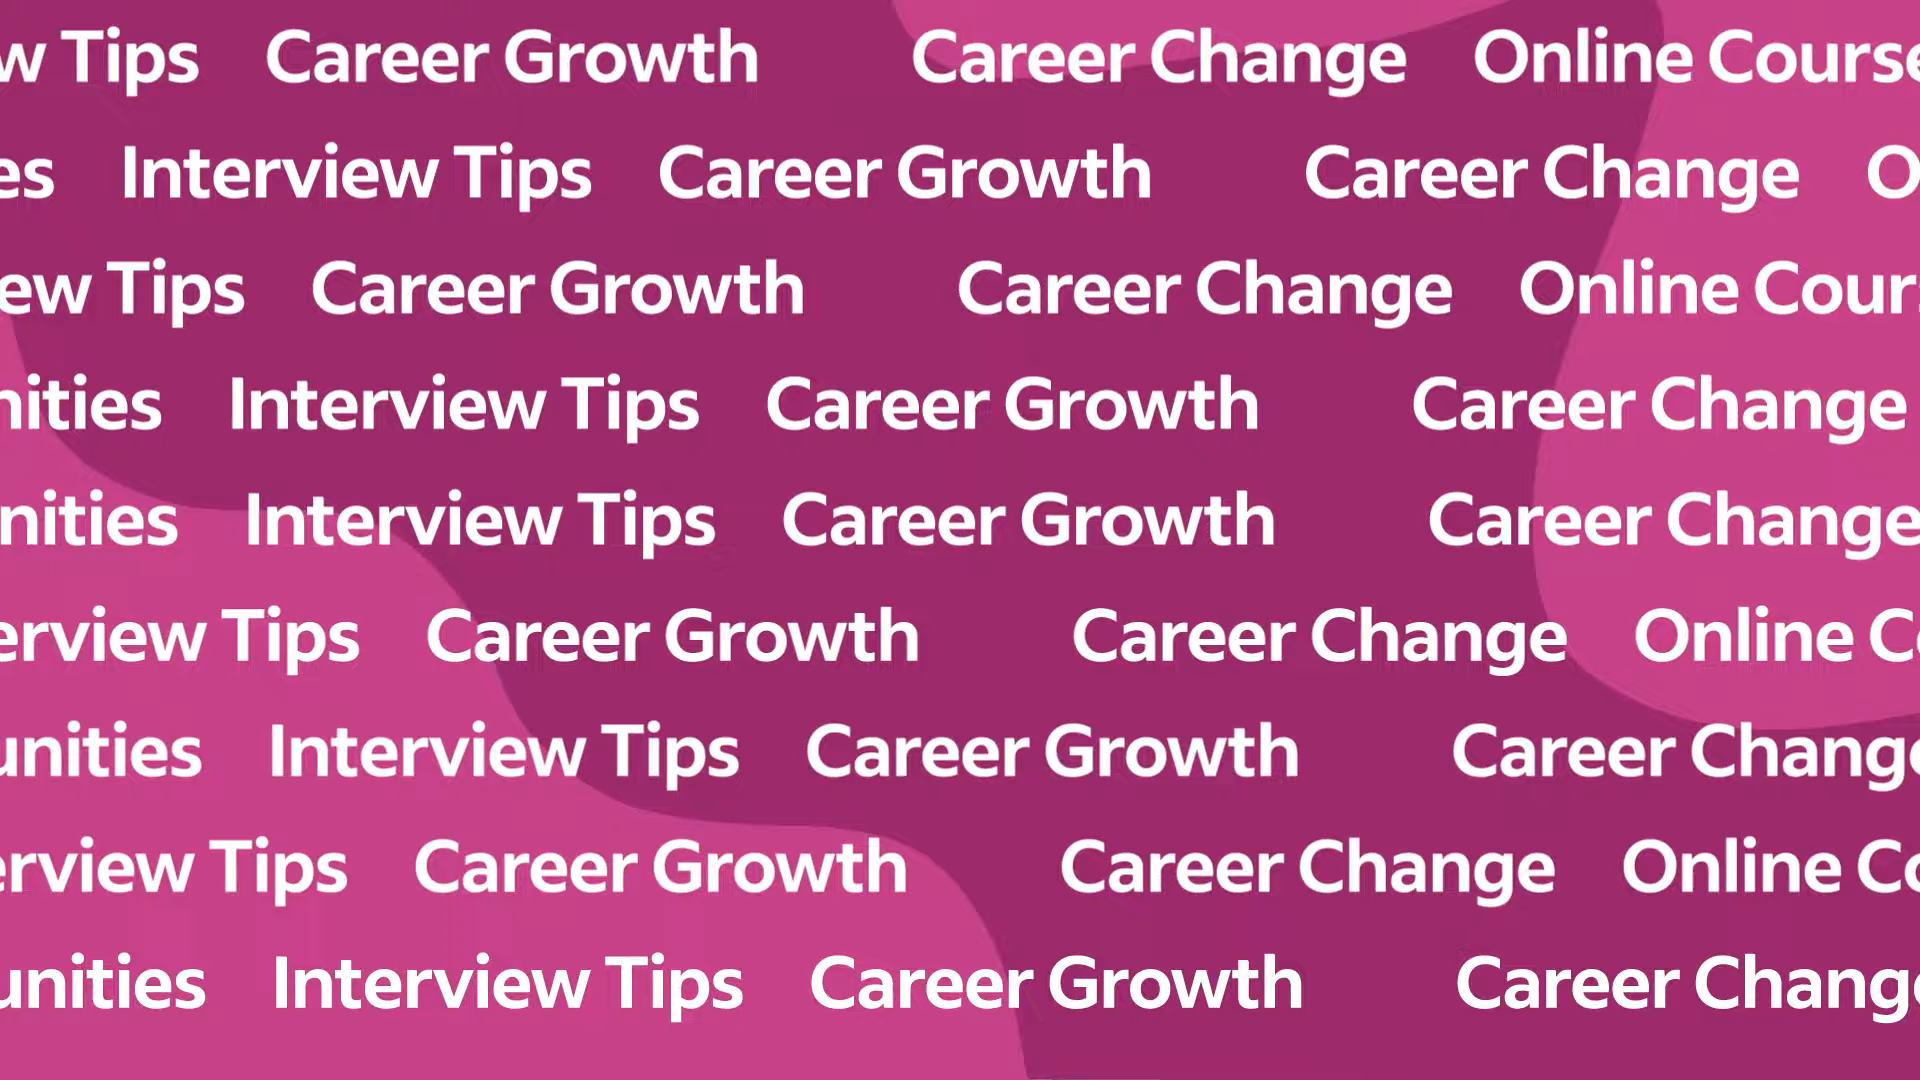 w Tips Career Growth Career Change Online Course
es Interview Tips Career Growth Career Change O
ew Tips Career Growth Career Change Online Cour
nities Interview Tips Career Growth Career Change
nities Interview Tips Career Growth Career Change
erview Tips Career Growth Career Change Online C
unities Interview Tips Career Growth Career Change
erview Tips Career Growth Career Change Online Co
unities Interview Tips Career Growth Career Change